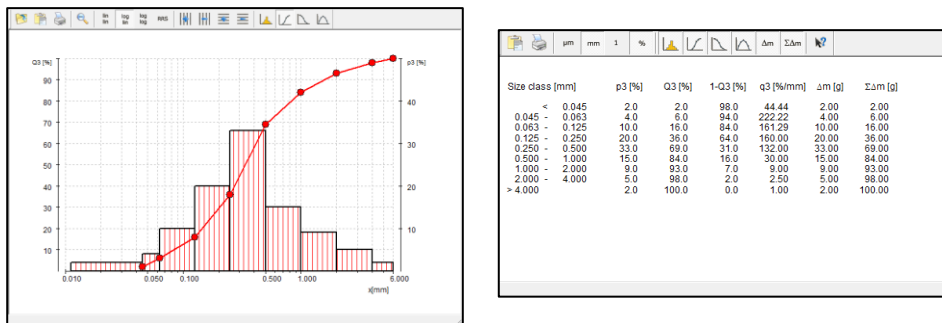 lin lin
log lin
log log
RRS
Q3 [%]
p3 [%]
90
80
70
60
50
40
30
20
10
40
30
20
10
0.010 0.050 0.100 0.500 1.000 6.000
x[mm]
µm mm 1 % Δm ΣΔm
Size class [mm] p3 [%] Q3 [%] 1-Q3 [%] q3 [%/mm] Δm [g] ΣΔm [g]
< 0.045 2.0 2.0 98.0 44.44 2.00 2.00
0.045 - 0.063 4.0 6.0 94.0 222.22 4.00 6.00
0.063 - 0.125 10.0 16.0 84.0 161.29 10.00 16.00
0.125 - 0.250 20.0 36.0 64.0 160.00 20.00 36.00
0.250 - 0.500 33.0 69.0 31.0 132.00 33.00 69.00
0.500 - 1.000 15.0 84.0 16.0 30.00 15.00 84.00
1.000 - 2.000 9.0 93.0 7.0 9.00 9.00 93.00
2.000 - 4.000 5.0 98.0 2.0 2.50 5.00 98.00
> 4.000 2.0 100.0 0.0 1.00 2.00 100.00